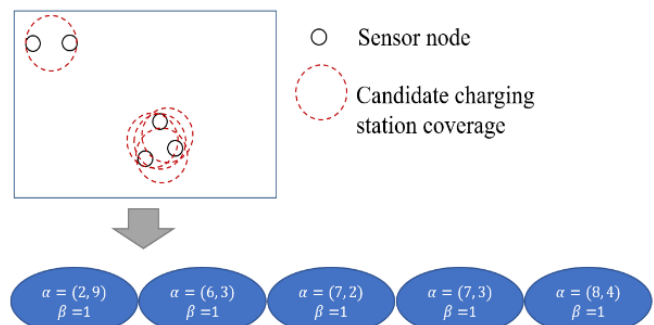 Sensor node
Candidate charging
station coverage
α = (2, 9)
β =1
α = (6, 3)
β =1
α = (7, 2)
β =1
α = (7, 3)
β =1
α = (8, 4)
β =1